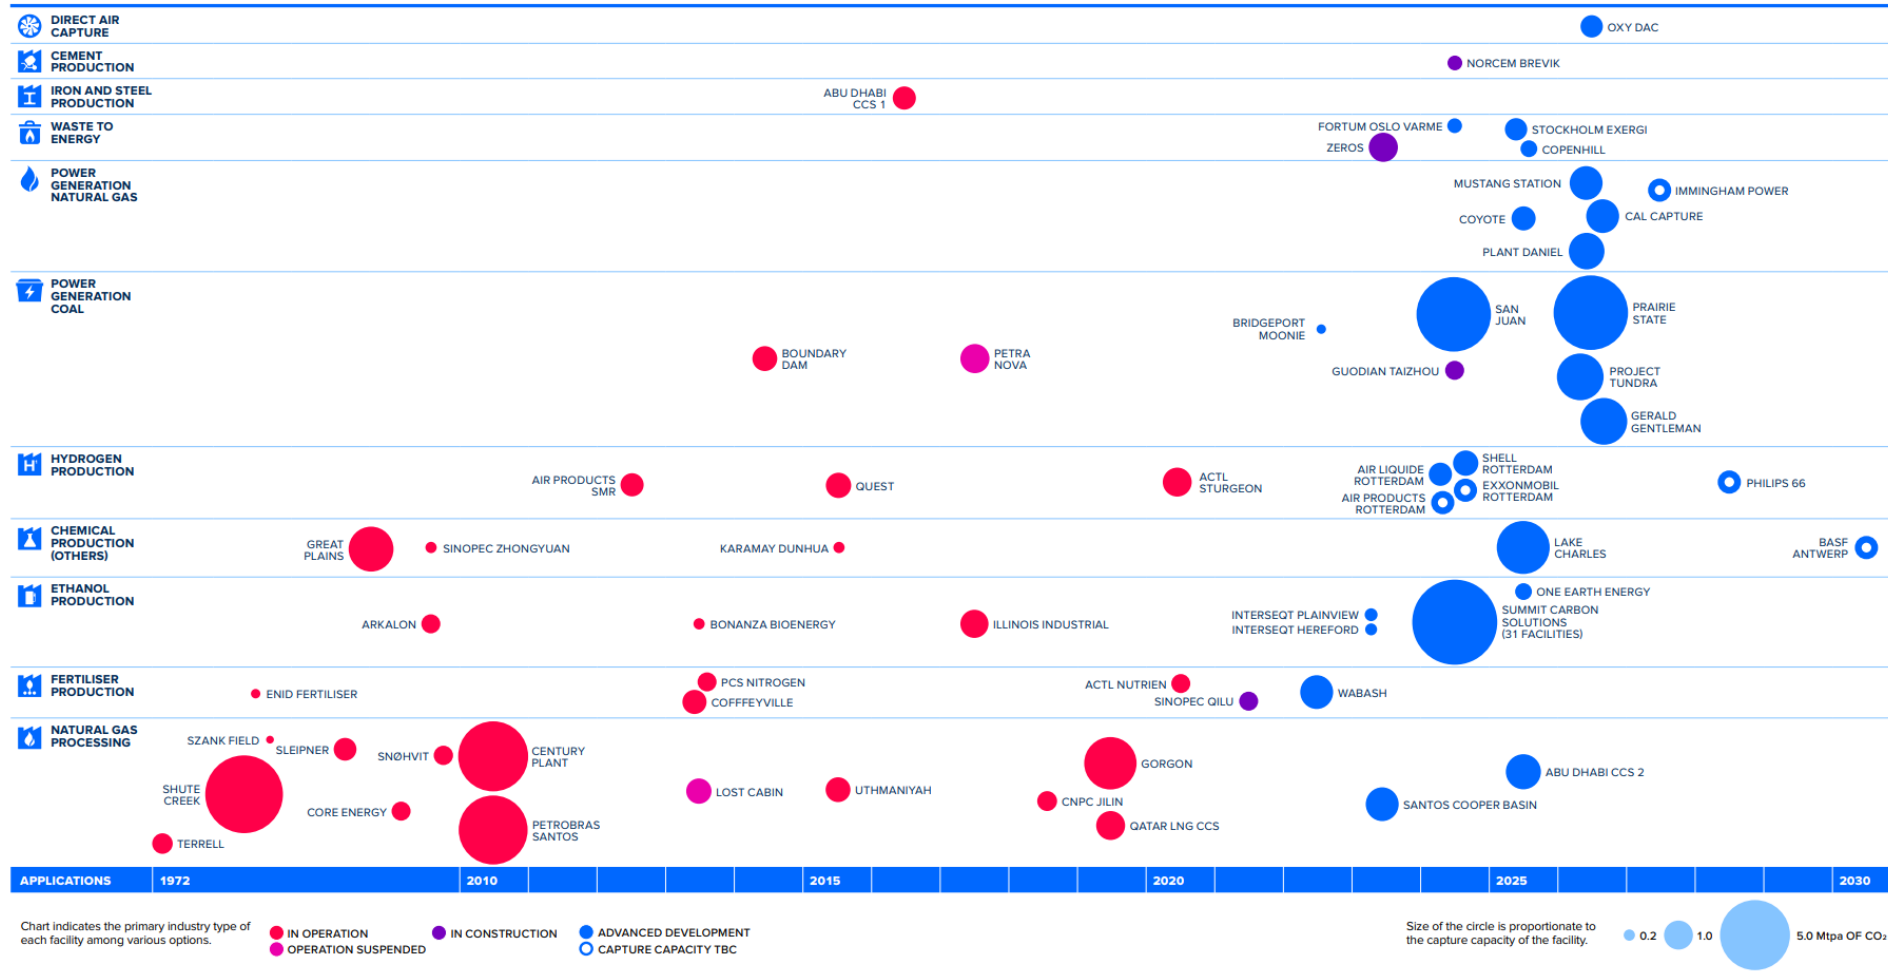 DIRECT AIR
CAPTURE
OXY DAC
CEMENT
PRODUCTION
NORCEM BREVIK
IRON AND STEEL
PRODUCTION
ABU DHABI
CCS 1
WASTE TO
ENERGY
FORTUM OSLO VARME
STOCKHOLM EXERGI
ZEROS
COPENHILL
POWER
GENERATION
NATURAL GAS
MUSTANG STATION
IMMINGHAM POWER
COYOTE
CAL CAPTURE
PLANT DANIEL
POWER
GENERATION
COAL
BRIDGEPORT
MOONIE
SAN
JUAN
PRAIRIE
STATE
BOUNDARY
DAM
PETRA
NOVA
GUODIAN TAIZHOU
PROJECT
TUNDRA
GERALD
GENTLEMAN
HYDROGEN
PRODUCTION
AIR PRODUCTS
SMR
QUEST
ACTL
STURGEON
AIR LIQUIDE
ROTTERDAM
SHELL
ROTTERDAM
AIR PRODUCTS
ROTTERDAM
EXXONMOBIL
ROTTERDAM
PHILIPS 66
CHEMICAL
PRODUCTION
(OTHERS)
GREAT
PLAINS
SINOPEC ZHONGYUAN
KARAMAY DUNHUA
LAKE
CHARLES
BASF
ANTWERP
ETHANOL
PRODUCTION
ARKALON
BONANZA BIOENERGY
ILLINOIS INDUSTRIAL
INTERSEQT PLAINVIEW
INTERSEQT HEREFORD
ONE EARTH ENERGY
SUMMIT CARBON
SOLUTIONS
(31 FACILITIES)
FERTILISER
PRODUCTION
ENID FERTILISER
PCS NITROGEN
COFFFEYVILLE
ACTL NUTRIEN
SINOPEC QILU
WABASH
NATURAL GAS
PROCESSING
SZANK FIELD
SLEIPNER
SNØHVIT
CENTURY
PLANT
SHUTE
CREEK
CORE ENERGY
PETROBRAS
SANTOS
TERRELL
LOST CABIN
UTHMANIYAH
GORGON
CNPC JILIN
QATAR LNG CCS
ABU DHABI CCS 2
SANTOS COOPER BASIN
APPLICATIONS 1972 2010 2015 2020 2025 2030
Chart indicates the primary industry type of
each facility among various options.
IN OPERATION
OPERATION SUSPENDED
IN CONSTRUCTION
ADVANCED DEVELOPMENT
CAPTURE CAPACITY TBC
Size of the circle is proportionate to
the capture capacity of the facility.
0.2 1.0 5.0 Mtpa OF CO₂